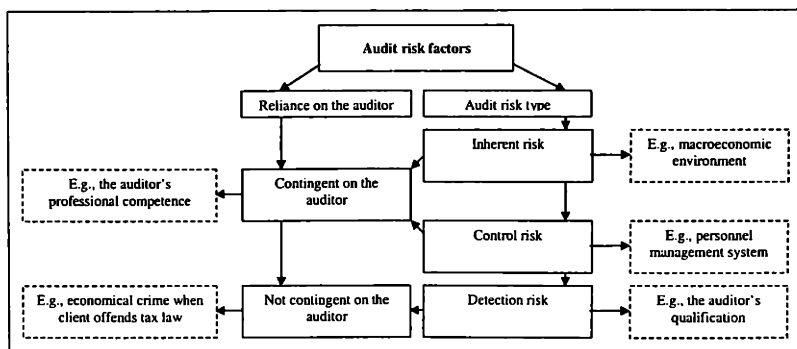 Audit risk factors
Reliance on the auditor
Audit risk type
Inherent risk
E.g., macroeconomic
environment
E.g., the auditor's
professional competence
Contingent on the
auditor
Control risk
E.g., personnel
management system
E.g., economical crime when
client offends tax law
Not contingent on the
auditor
Detection risk
E.g., the auditor's
qualification